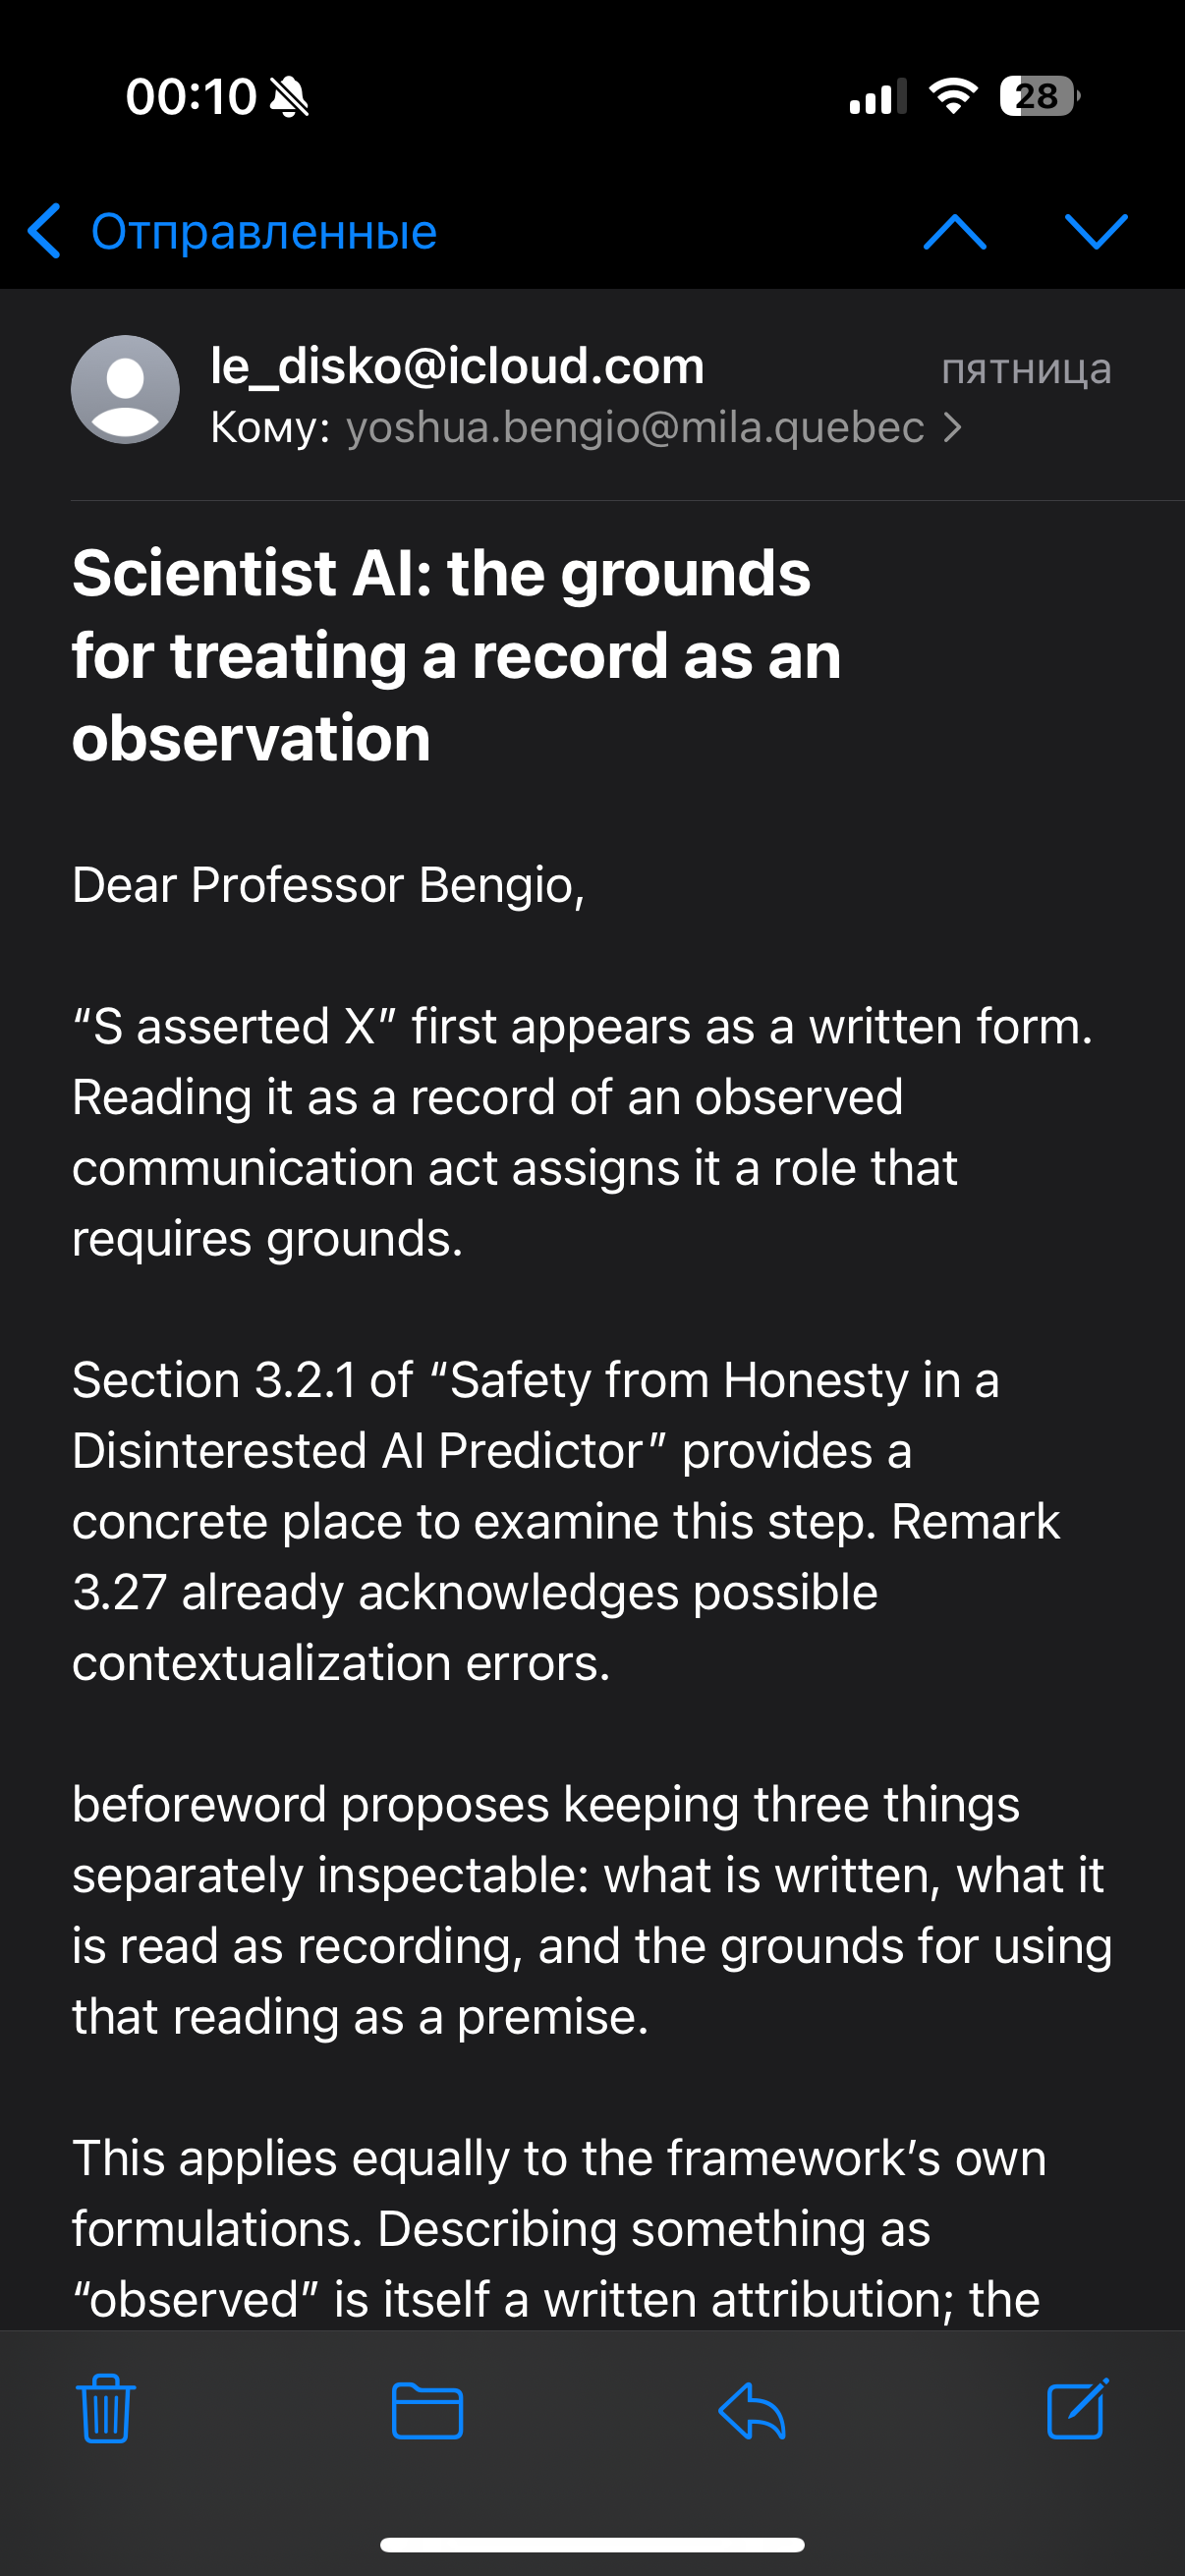 00:10
28
Отправленные
le_disko@icloud.com
пятница
Кому: yoshua.bengio@mila.quebec
Scientist AI: the grounds
for treating a record as an
observation
Dear Professor Bengio,
“S asserted X” first appears as a written form.
Reading it as a record of an observed
communication act assigns it a role that
requires grounds.
Section 3.2.1 of “Safety from Honesty in a
Disinterested AI Predictor” provides a
concrete place to examine this step. Remark
3.27 already acknowledges possible
contextualization errors.
beforeword proposes keeping three things
separately inspectable: what is written, what it
is read as recording, and the grounds for using
that reading as a premise.
This applies equally to the framework’s own
formulations. Describing something as
“observed” is itself a written attribution; the